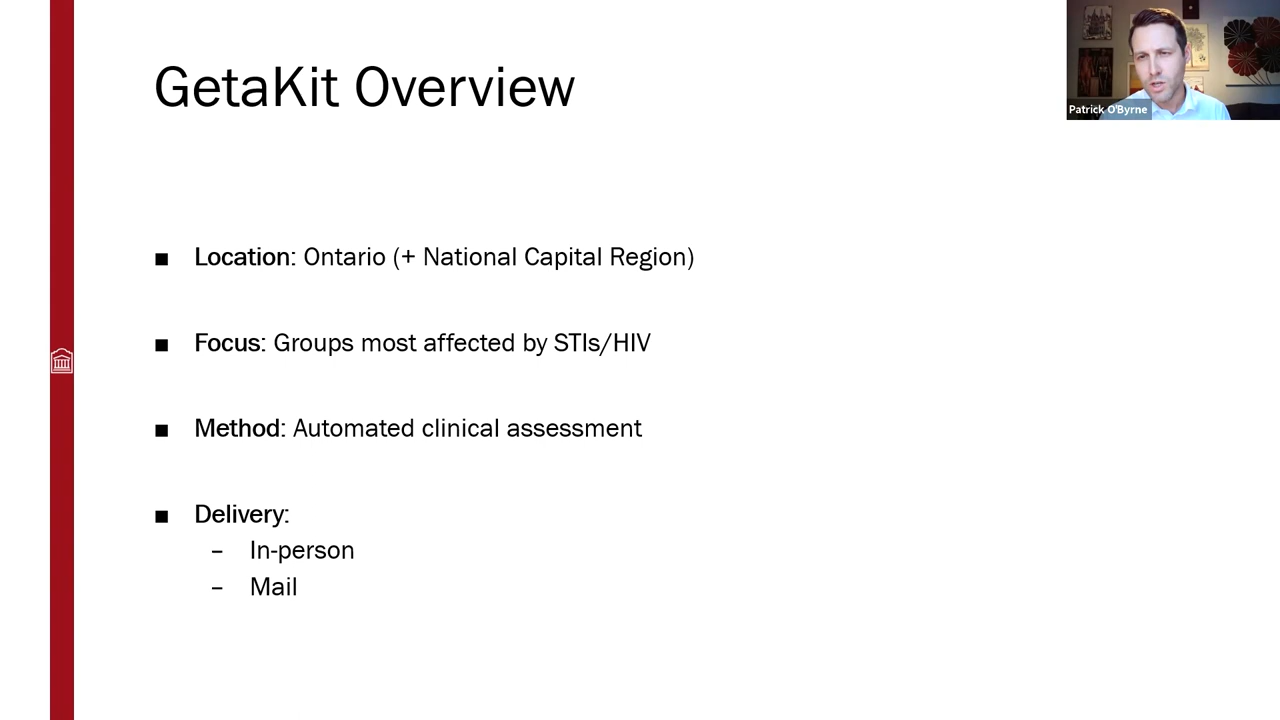 GetaKit Overview
Patrick O'Byrne
■ Location: Ontario (+ National Capital Region)
■ Focus: Groups most affected by STIs/HIV
■ Method: Automated clinical assessment
■ Delivery:
– In-person
– Mail